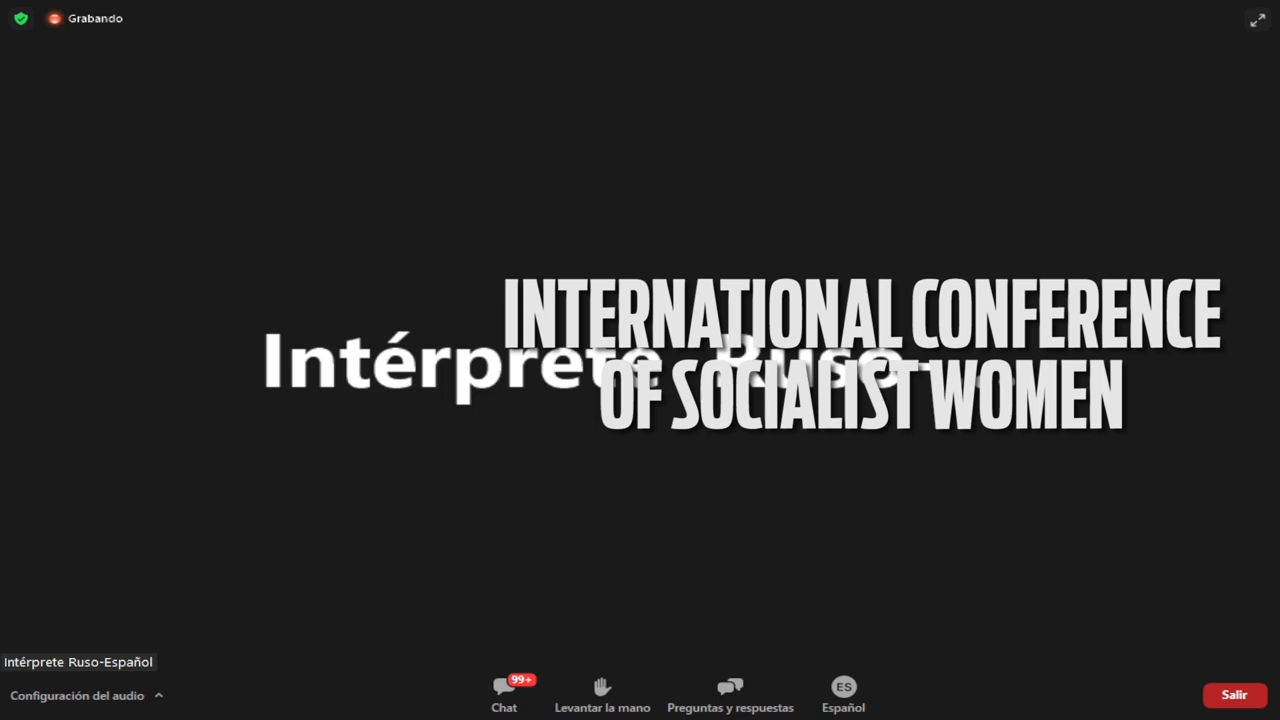 Grabando
INTERNATIONAL CONFERENCE
Intérprete Ruso-
OF SOCIALIST WOMEN
Intérprete Ruso-Español
Configuración del audio
99+
Chat
Levantar la mano
Preguntas y respuestas
ES
Español
Salir